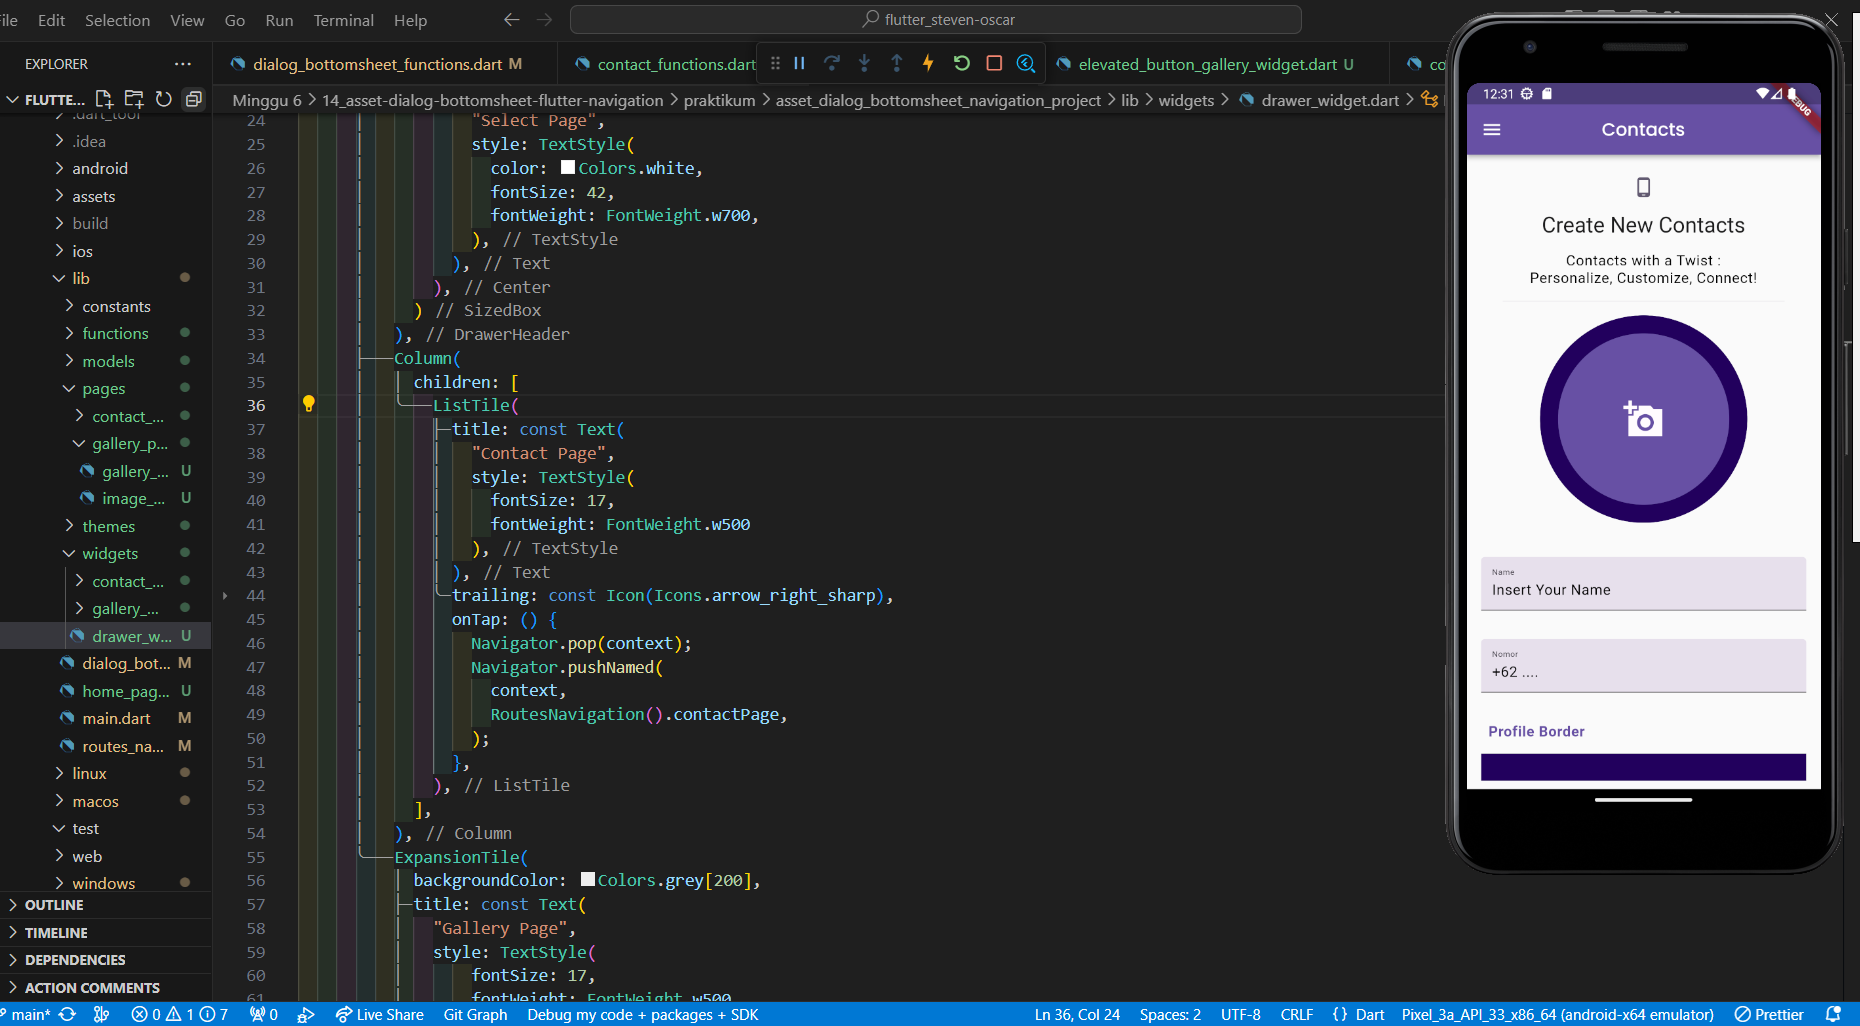 File Edit Selection View Go Run Terminal Help
flutter_steven-oscar
EXPLORER
dialog_bottomsheet_functions.dart M
contact_functions.dart
elevated_button_gallery_widget.dart U
co
FLUTTE...
Minggu 6 > 14_asset-dialog-bottomsheet-flutter-navigation > praktikum > asset_dialog_bottomsheet_navigation_project > lib > widgets > drawer_widget.dart >
.dart_tool
.idea
android
assets
build
ios
lib
constants
functions
models
pages
contact_...
gallery_p...
gallery_... U
image_... U
themes
widgets
contact_...
gallery_...
drawer_w... U
dialog_bot... M
home_pag... U
main.dart M
routes_na... M
linux
macos
test
web
windows
OUTLINE
TIMELINE
DEPENDENCIES
ACTION COMMENTS
24 "Select Page",
25 style: TextStyle(
26 color: Colors.white,
27 fontSize: 42,
28 fontWeight: FontWeight.w700,
29 ), // TextStyle
30 ), // Text
31 ), // Center
32 ) // SizedBox
33 ), // DrawerHeader
34 Column(
35 children: [
36 ListTile(
37 title: const Text(
38 "Contact Page",
39 style: TextStyle(
40 fontSize: 17,
41 fontWeight: FontWeight.w500
42 ), // TextStyle
43 ), // Text
44 trailing: const Icon(Icons.arrow_right_sharp),
45 onTap: () {
46 Navigator.pop(context);
47 Navigator.pushNamed(
48 context,
49 RoutesNavigation().contactPage,
50 );
51 },
52 ), // ListTile
53 ],
54 ), // Column
55 ExpansionTile(
56 backgroundColor: Colors.grey[200],
57 title: const Text(
58 "Gallery Page",
59 style: TextStyle(
60 fontSize: 17,
61 fontWeight: FontWeight.w500
12:31
DEBUG
Contacts
Create New Contacts
Contacts with a Twist :
Personalize, Customize, Connect!
Name
Insert Your Name
Nomor
+62 ....
Profile Border
main* 0 1 7 0 Live Share Git Graph Debug my code + packages + SDK Ln 36, Col 24 Spaces: 2 UTF-8 CRLF {} Dart Pixel_3a_API_33_x86_64 (android-x64 emulator) Prettier